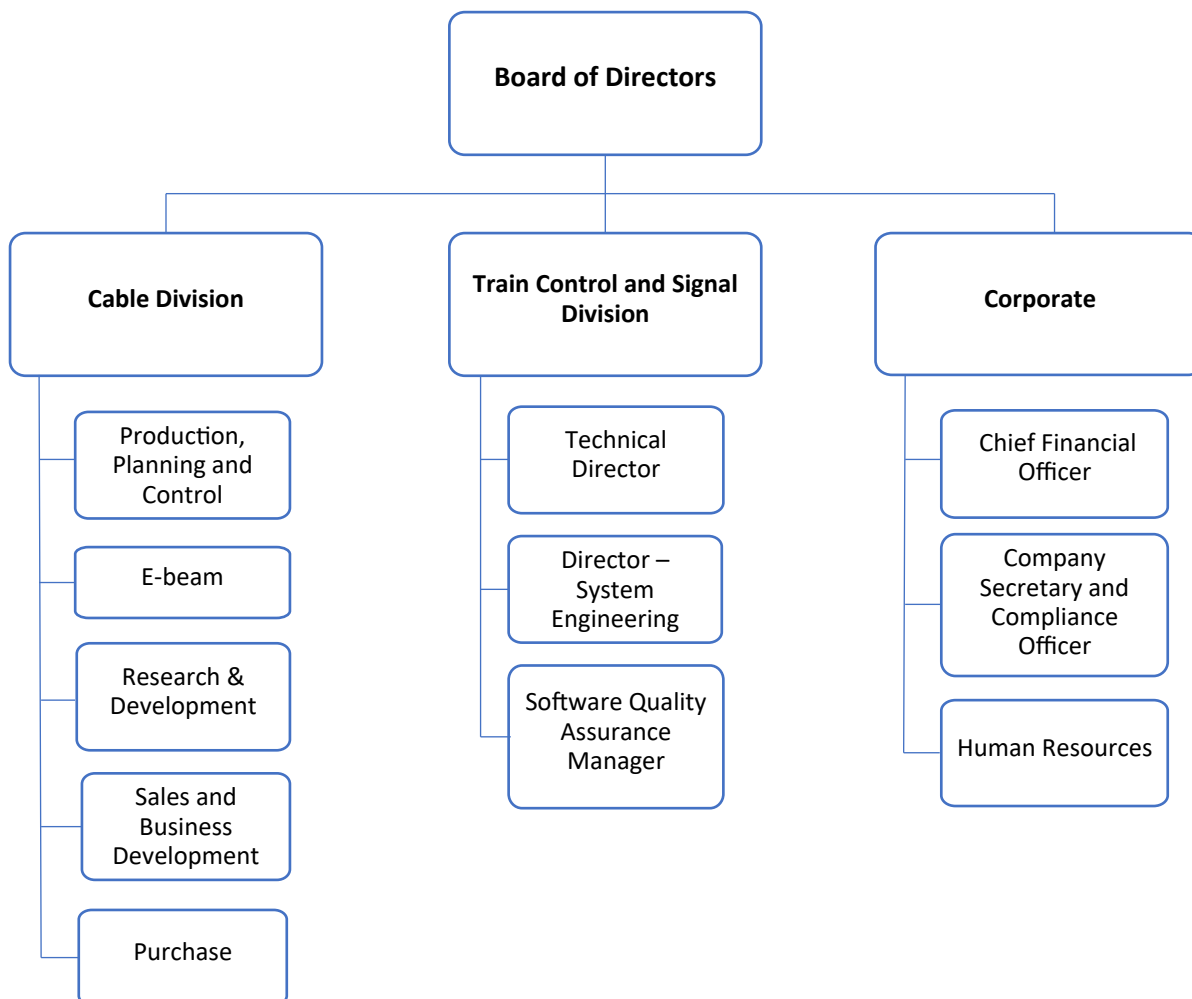 Board of Directors
Cable Division
Train Control and Signal
Division
Corporate
Production,
Planning and
Control
E-beam
Research &
Development
Sales and
Business
Development
Purchase
Technical
Director
Director –
System
Engineering
Software Quality
Assurance
Manager
Chief Financial
Officer
Company
Secretary and
Compliance
Officer
Human Resources